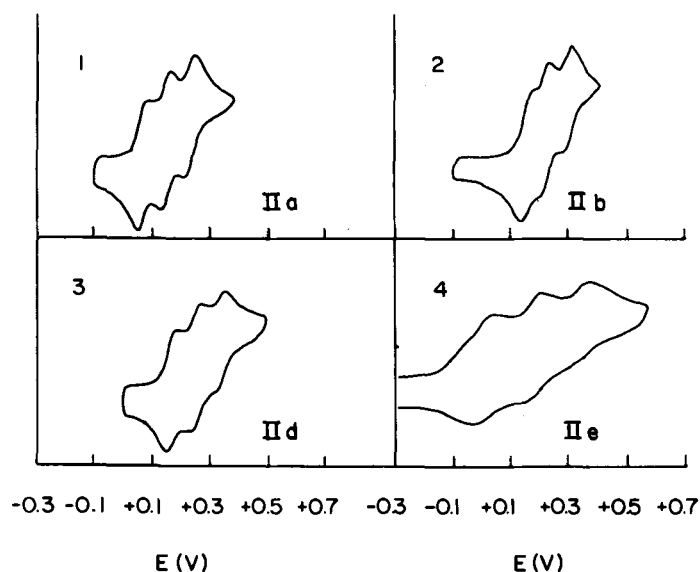 1
2
IIa
IIb
3
4
IId
IIe
-0.3 -0.1 +0.1 +0.3 +0.5 +0.7 -0.3 -0.1 +0.1 +0.3 +0.5 +0.7
E (V) E (V)